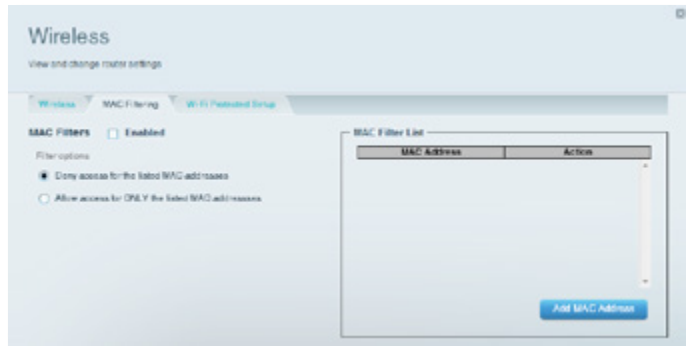 Wireless
View and change router settings
Wireless
MAC Filtering
Wi-Fi Protected Setup
MAC Filters
Enabled
Filter options
Deny access for the listed MAC addresses
Allow access for ONLY the listed MAC addresses
MAC Filter List
MAC Address
Action
Add MAC Address